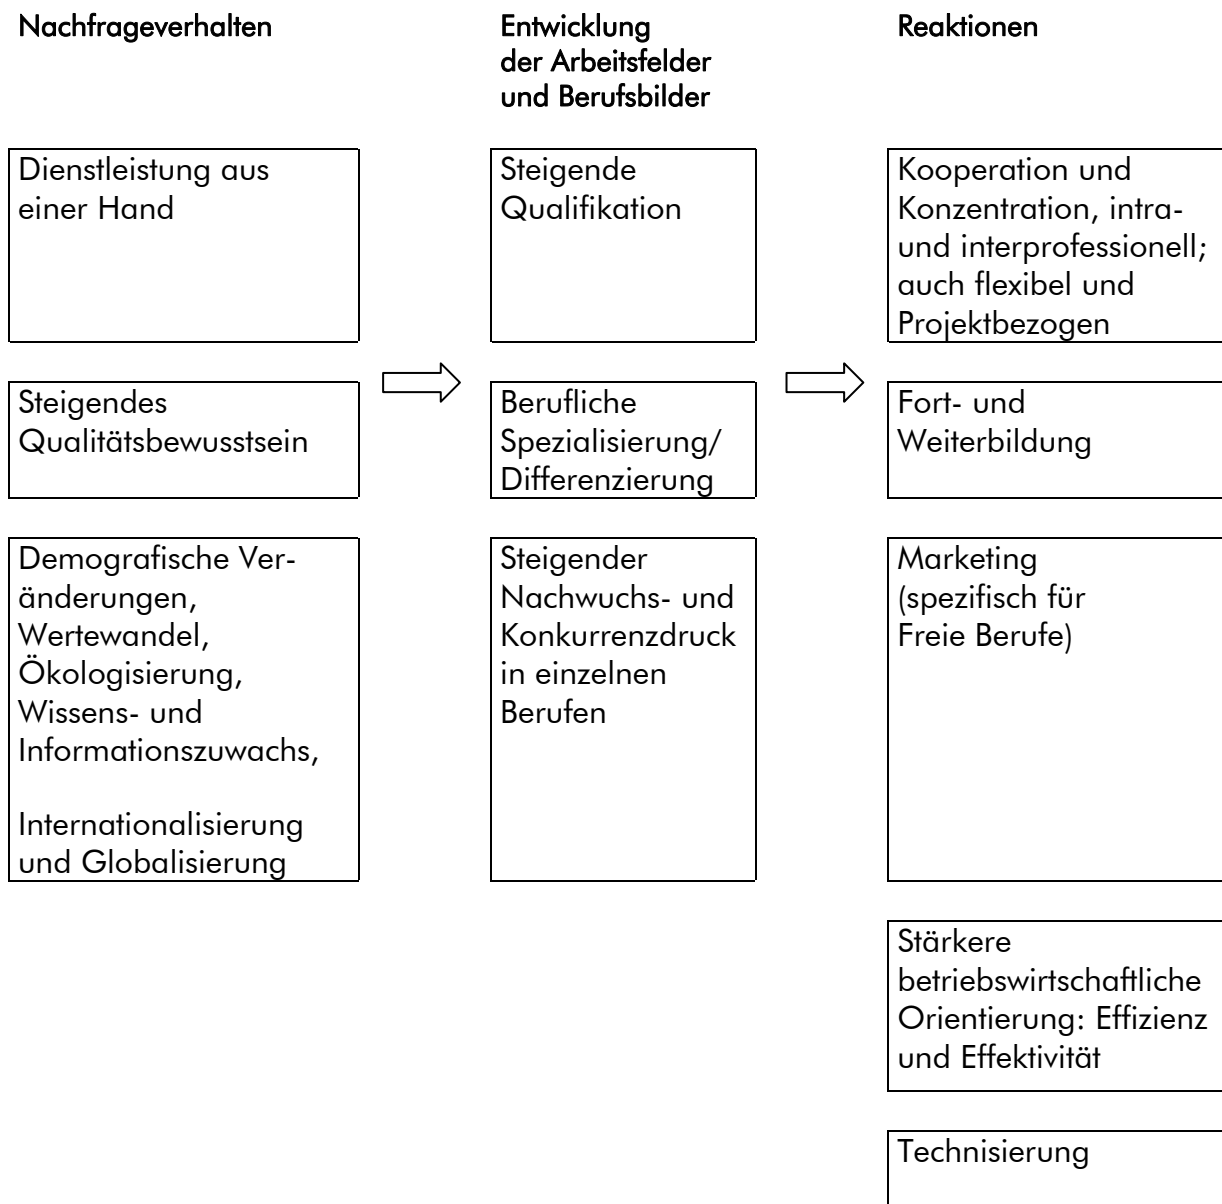 Nachfrageverhalten
Entwicklung
der Arbeitsfelder
und Berufsbilder
Reaktionen
Dienstleistung aus
einer Hand
Steigende
Qualifikation
Kooperation und
Konzentration, intra-
und interprofessionell;
auch flexibel und
Projektbezogen
Steigendes
Qualitätsbewusstsein
Berufliche
Spezialisierung/
Differenzierung
Fort- und
Weiterbildung
Demografische Ver-
änderungen,
Wertewandel,
Ökologisierung,
Wissens- und
Informationszuwachs,
Internationalisierung
und Globalisierung
Steigender
Nachwuchs- und
Konkurrenzdruck
in einzelnen
Berufen
Marketing
(spezifisch für
Freie Berufe)
Stärkere
betriebswirtschaftliche
Orientierung: Effizienz
und Effektivität
Technisierung